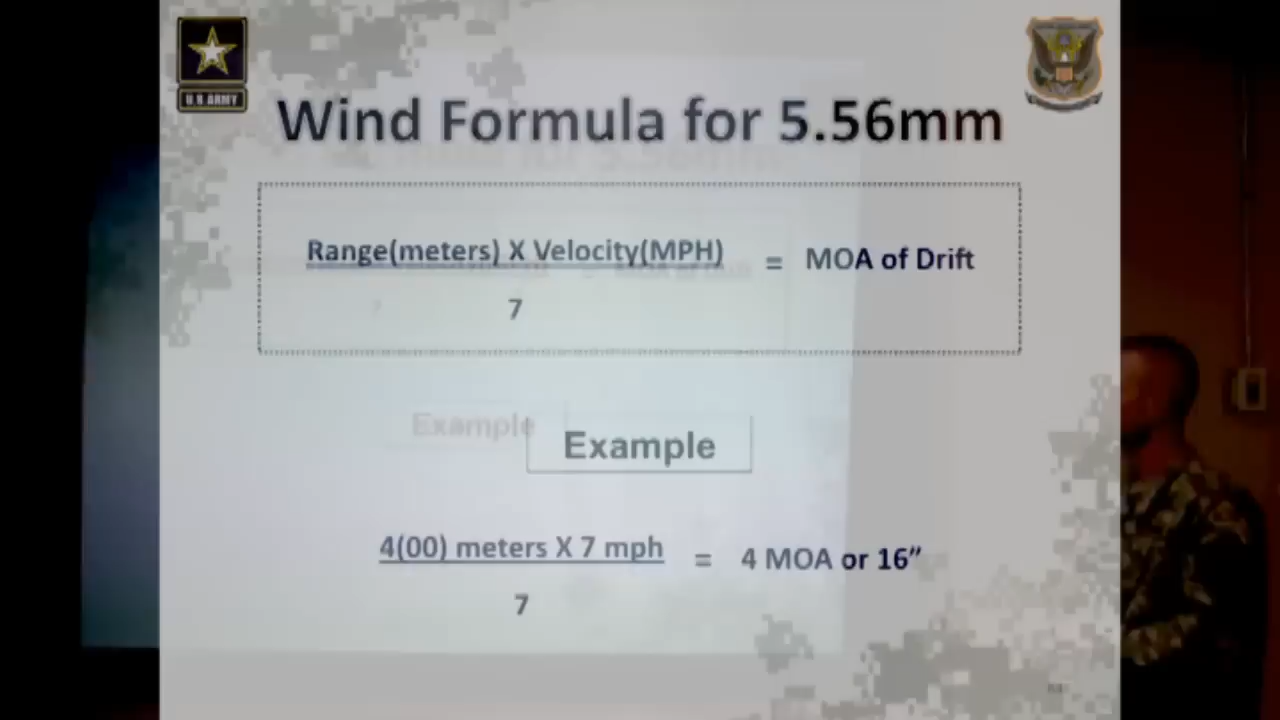 U.S. ARMY
Wind Formula for 5.56mm
Range(meters) X Velocity(MPH)
= MOA of Drift
7
Example
Example
4(00) meters X 7 mph
= 4 MOA or 16”
7